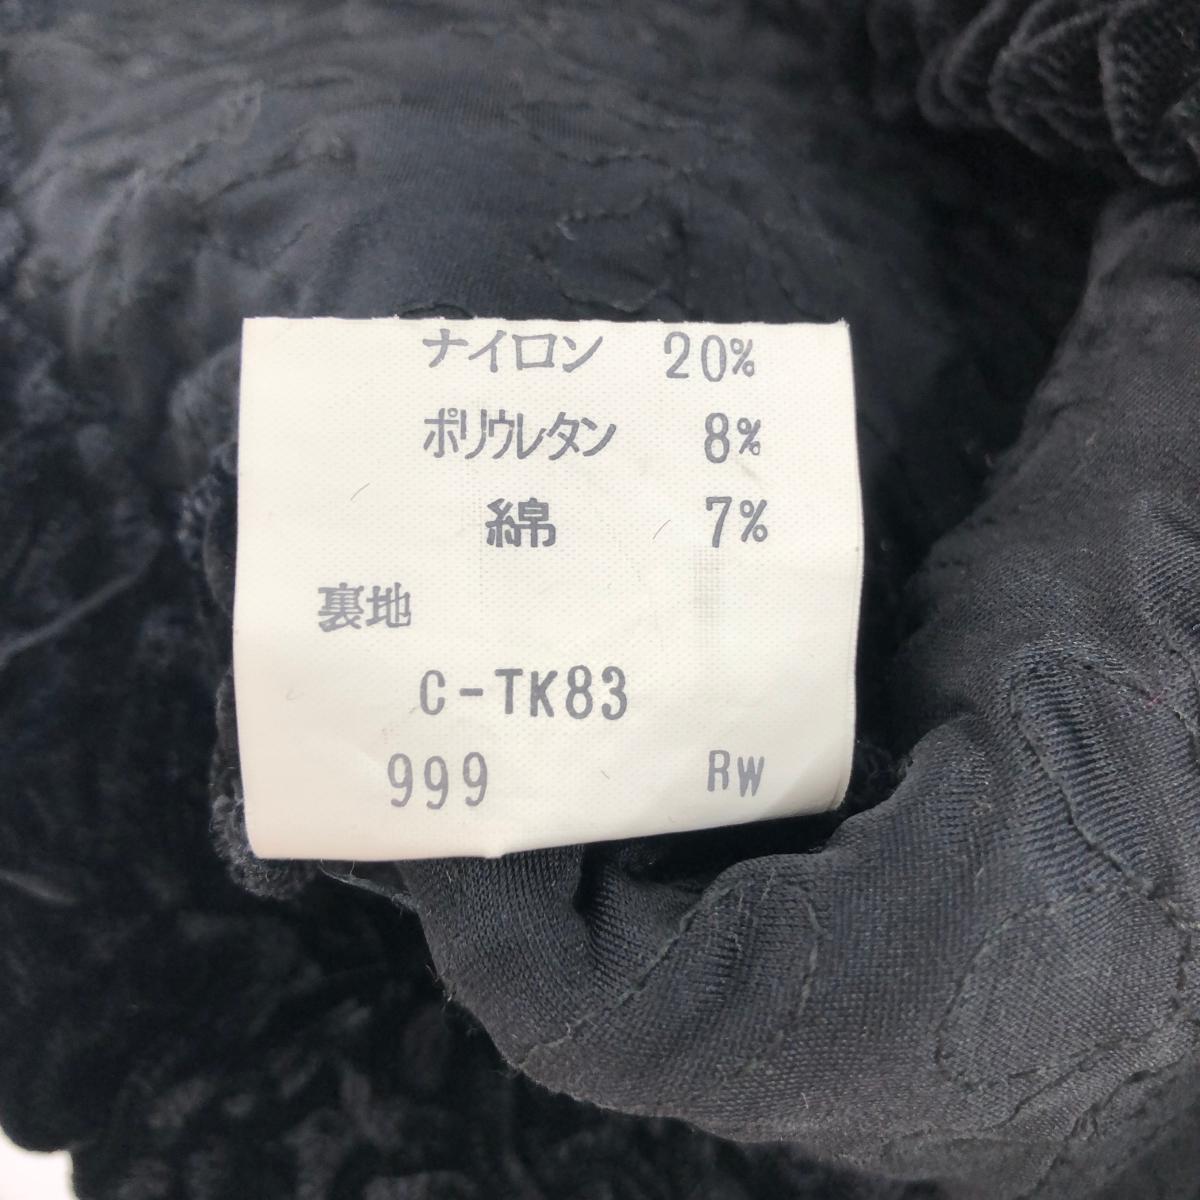 ナイロン 20%
ポリウレタン 8%
綿 7%
裏地
C-TK83
999 RW